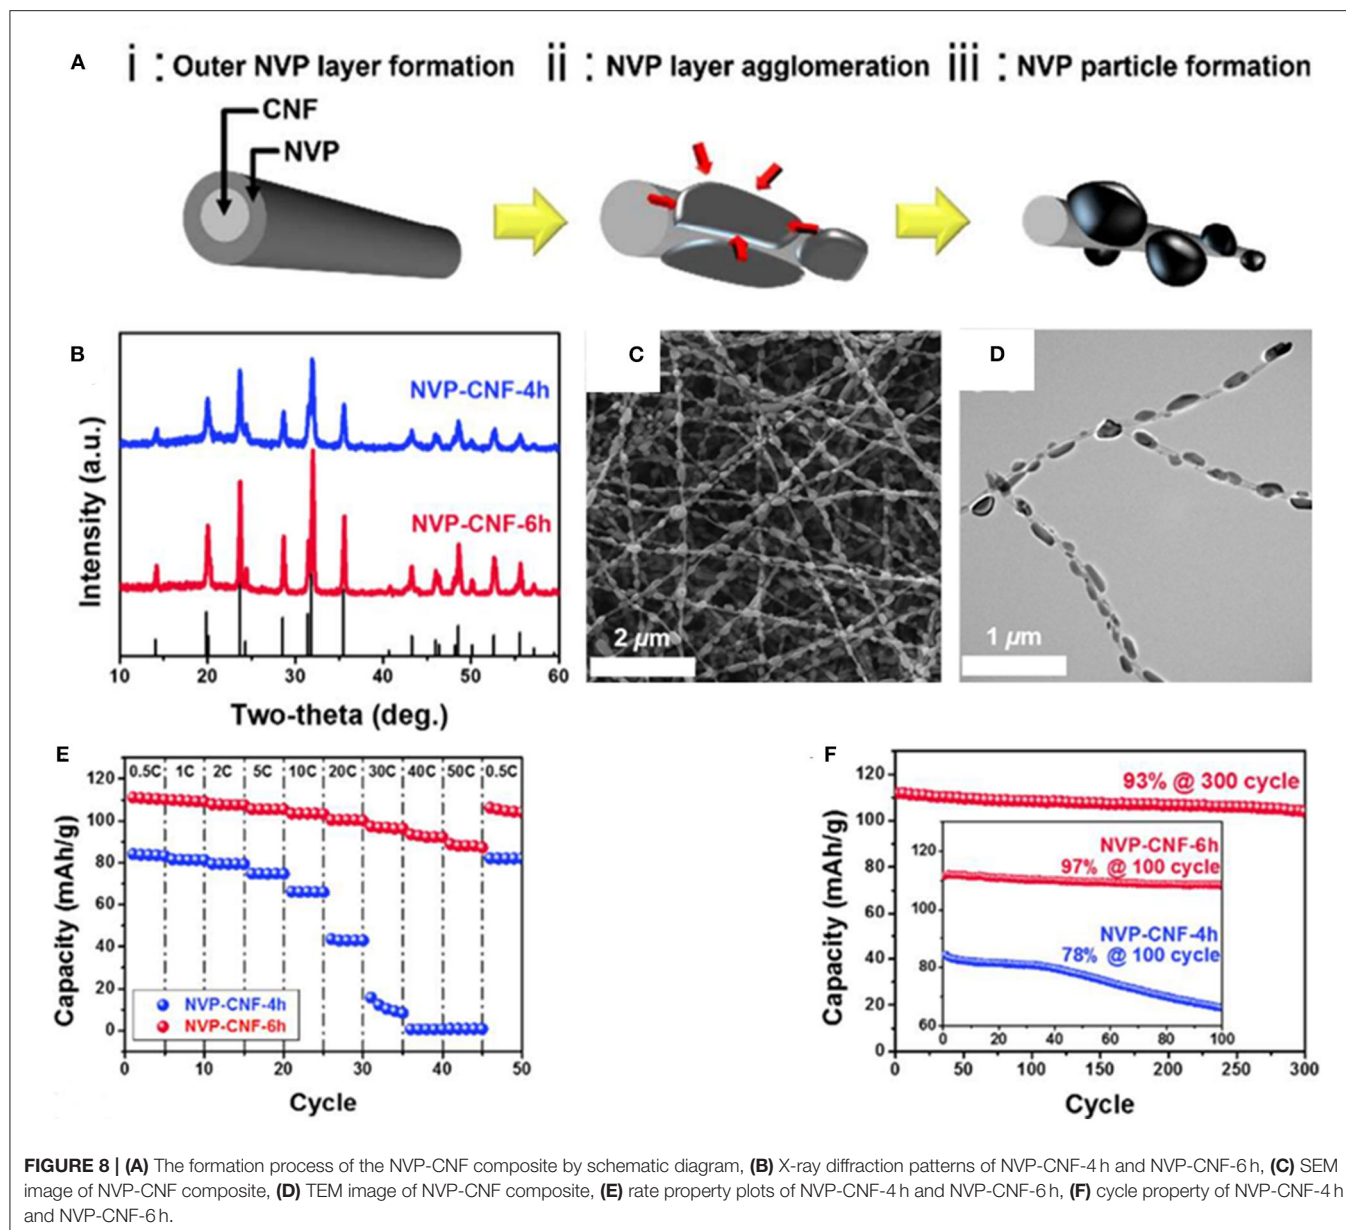 A
i : Outer NVP layer formation
ii : NVP layer agglomeration
iii : NVP particle formation
CNF
NVP
B
Intensity (a.u.)
NVP-CNF-4h
NVP-CNF-6h
10 20 30 40 50 60
Two-theta (deg.)
C
2 µm
D
1 µm
E
Capacity (mAh/g)
0.5C 1C 2C 5C 10C 20C 30C 40C 50C 0.5C
120
100
80
60
40
20
0
NVP-CNF-4h
NVP-CNF-6h
0 10 20 30 40 50
Cycle
F
Capacity (mAh/g)
120
100
80
60
40
20
0
93% @ 300 cycle
120
100
80
60
NVP-CNF-6h
97% @ 100 cycle
NVP-CNF-4h
78% @ 100 cycle
0 20 40 60 80 100
0 50 100 150 200 250 300
Cycle
FIGURE 8 | (A) The formation process of the NVP-CNF composite by schematic diagram, (B) X-ray diffraction patterns of NVP-CNF-4 h and NVP-CNF-6 h, (C) SEM
image of NVP-CNF composite, (D) TEM image of NVP-CNF composite, (E) rate property plots of NVP-CNF-4 h and NVP-CNF-6 h, (F) cycle property of NVP-CNF-4 h
and NVP-CNF-6 h.